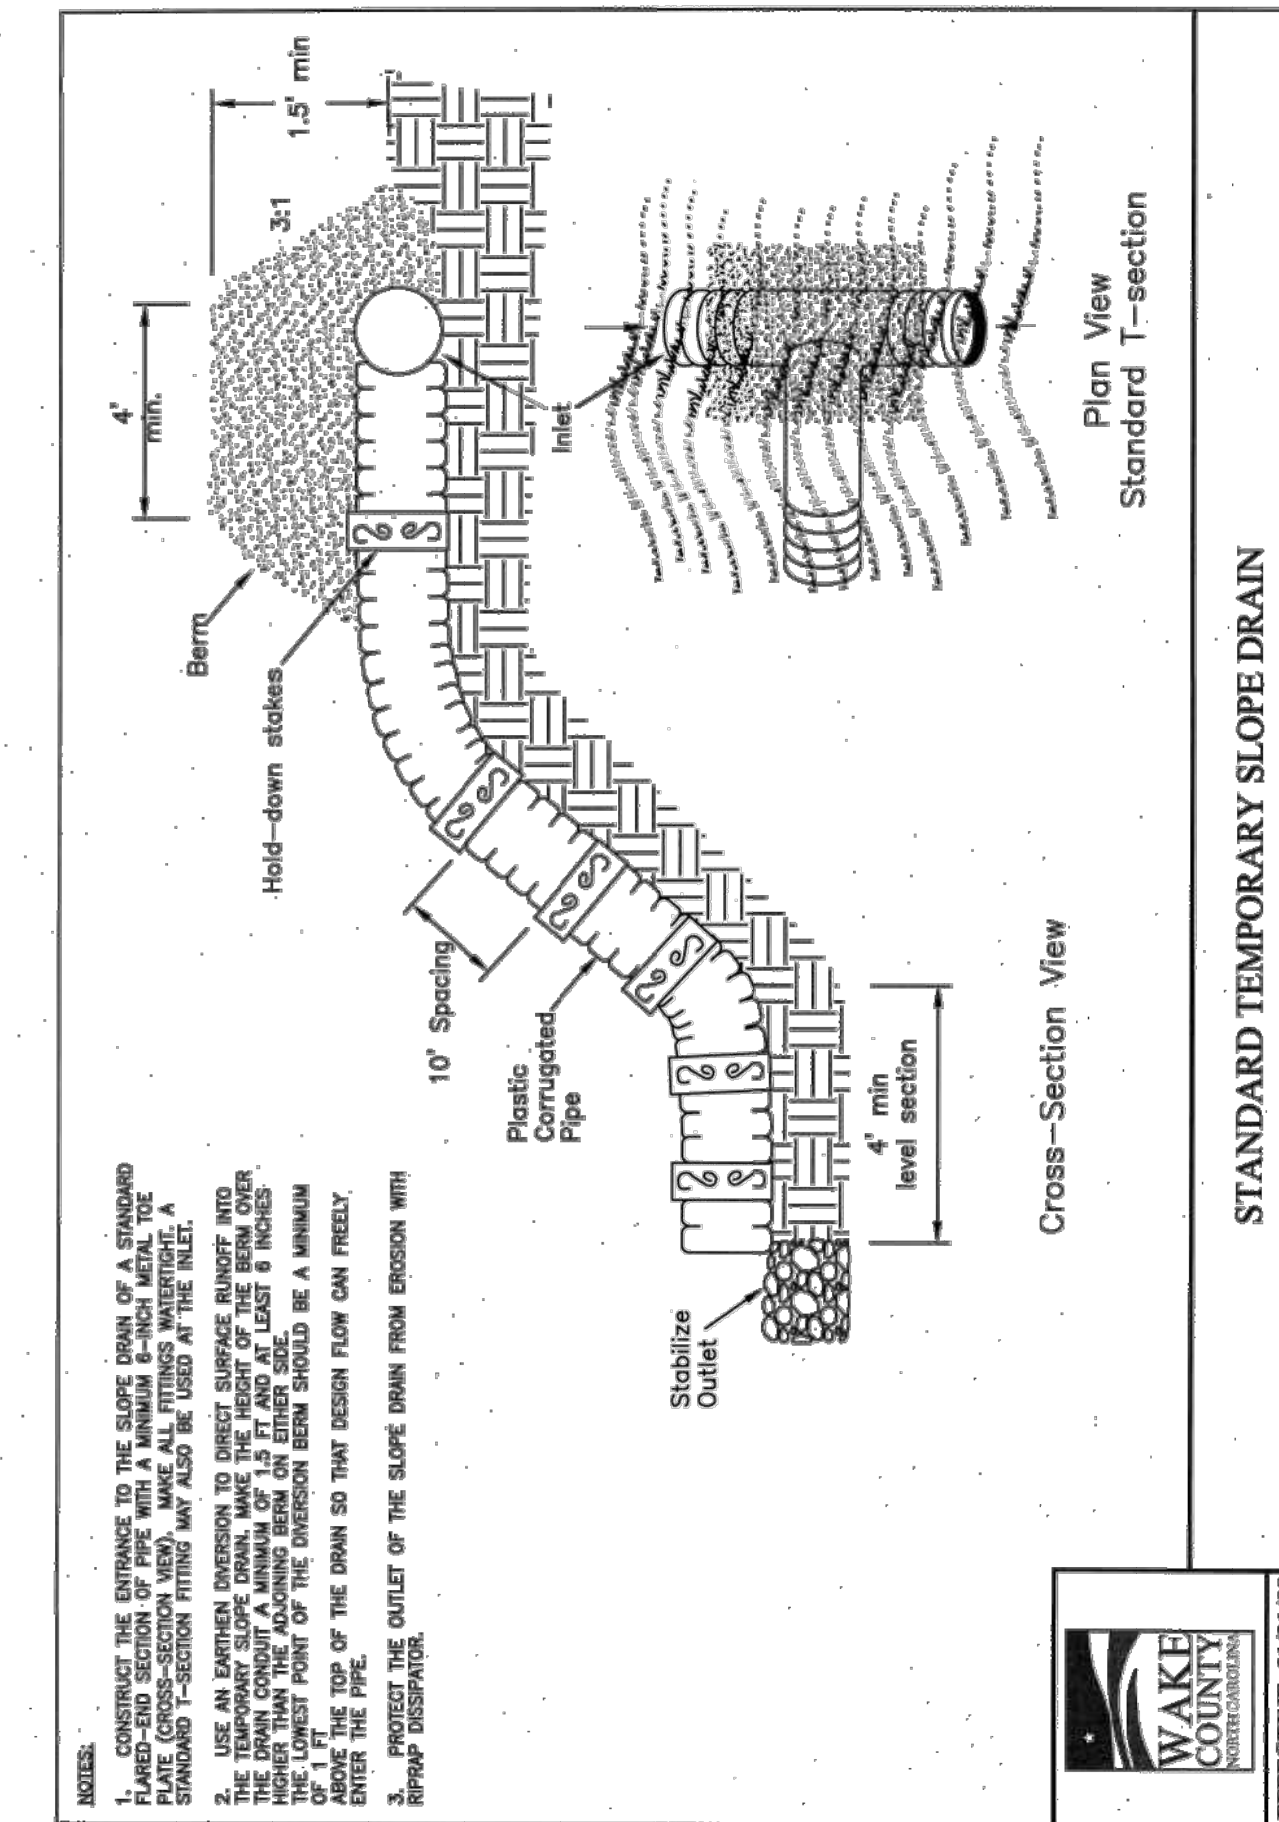 NOTES:
1. CONSTRUCT THE ENTRANCE TO THE SLOPE DRAIN OF A STANDARD
FLARED-END SECTION OF PIPE WITH A MINIMUM 6-INCH METAL TOE
PLATE (CROSS-SECTION VIEW). MAKE ALL FITTINGS WATERTIGHT. A
STANDARD T-SECTION FITTING MAY ALSO BE USED AT THE INLET.
2. USE AN EARTHEN DIVERSION TO DIRECT SURFACE RUNOFF INTO
THE TEMPORARY SLOPE DRAIN. MAKE THE HEIGHT OF THE BERM OVER
THE DRAIN CONDUIT A MINIMUM OF 1.5 FT AND AT LEAST 6 INCHES
HIGHER THAN THE ADJOINING BERM ON EITHER SIDE.
THE LOWEST POINT OF THE DIVERSION BERM SHOULD BE A MINIMUM
OF 1 FT
ABOVE THE TOP OF THE DRAIN SO THAT DESIGN FLOW CAN FREELY
ENTER THE PIPE.
3. PROTECT THE OUTLET OF THE SLOPE DRAIN FROM EROSION WITH
RIPRAP DISSIPATOR.
4'
min.
1.5' min
3:1
Berm
Hold-down stakes
10' Spacing
Plastic
Corrugated
Pipe
Inlet
Stabilize
Outlet
4' min
level section
Cross-Section View
Plan View
Standard T-section
STANDARD TEMPORARY SLOPE DRAIN
WAKE
COUNTY
NORTH CAROLINA